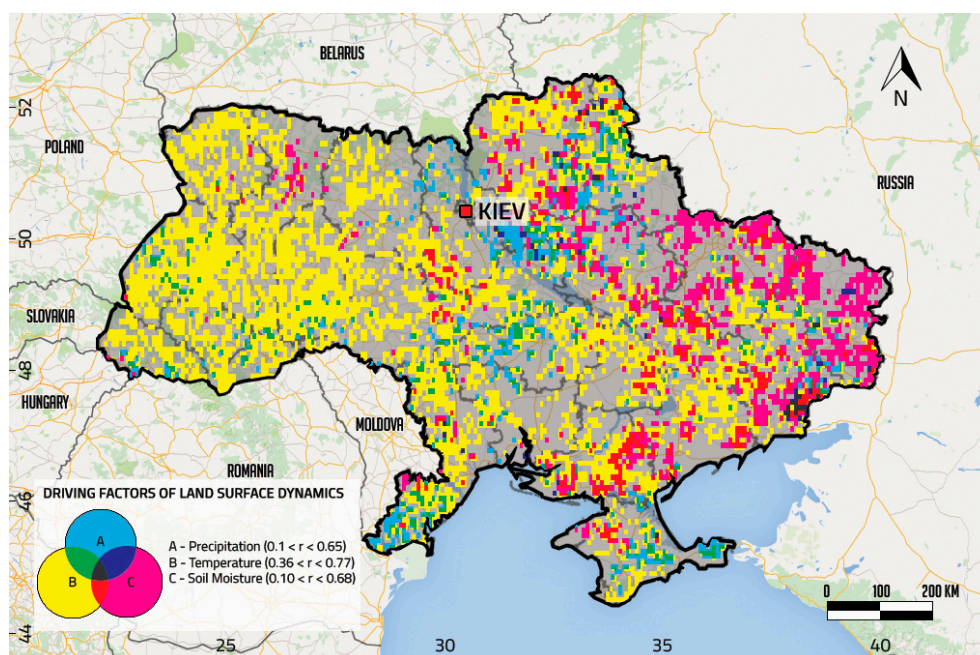 BELARUS
52
POLAND
N
RUSSIA
KIEV
50
SLOVAKIA
48
HUNGARY
MOLDOVA
ROMANIA
46
DRIVING FACTORS OF LAND SURFACE DYNAMICS
A
B
C
A - Precipitation (0.1 < r < 0.65)
B - Temperature (0.36 < r < 0.77)
C - Soil Moisture (0.10 < r < 0.68)
0 100 200 KM
44
25 30 35 40